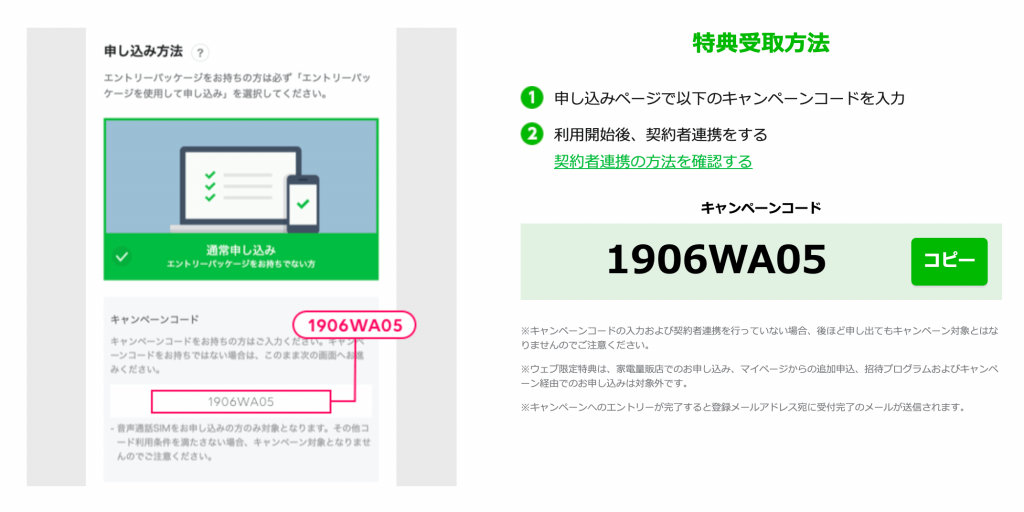 申し込み方法 ?
エントリーパッケージをお持ちの方は必ず「エントリーパッ
ケージを使用して申し込み」を選択してください。
通常申し込み
エントリーパッケージをお持ちでない方
キャンペーンコード
1906WA05
キャンペーンコードをお持ちの方はご入力ください。キャンペ
ーンコードをお持ちではない場合は、このまま次の画面へお進
みください。
1906WA05
- 音声通話SIMをお申し込みの方のみ対象となります。その他コ
ード利用条件を満たさない場合、キャンペーン対象となりませ
んのでご注意ください。
特典受取方法
1 申し込みページで以下のキャンペーンコードを入力
2 利用開始後、契約者連携をする
契約者連携の方法を確認する
キャンペーンコード
1906WA05
コピー
※キャンペーンコードの入力および契約者連携を行っていない場合、後ほど申し出てもキャンペーン対象とはな
りませんのでご注意ください。
※ウェブ限定特典は、家電量販店でのお申し込み、マイページからの追加申込、招待プログラムおよびキャンペ
ーン経由でのお申し込みは対象外です。
※キャンペーンへのエントリーが完了すると登録メールアドレス宛に受付完了のメールが送信されます。